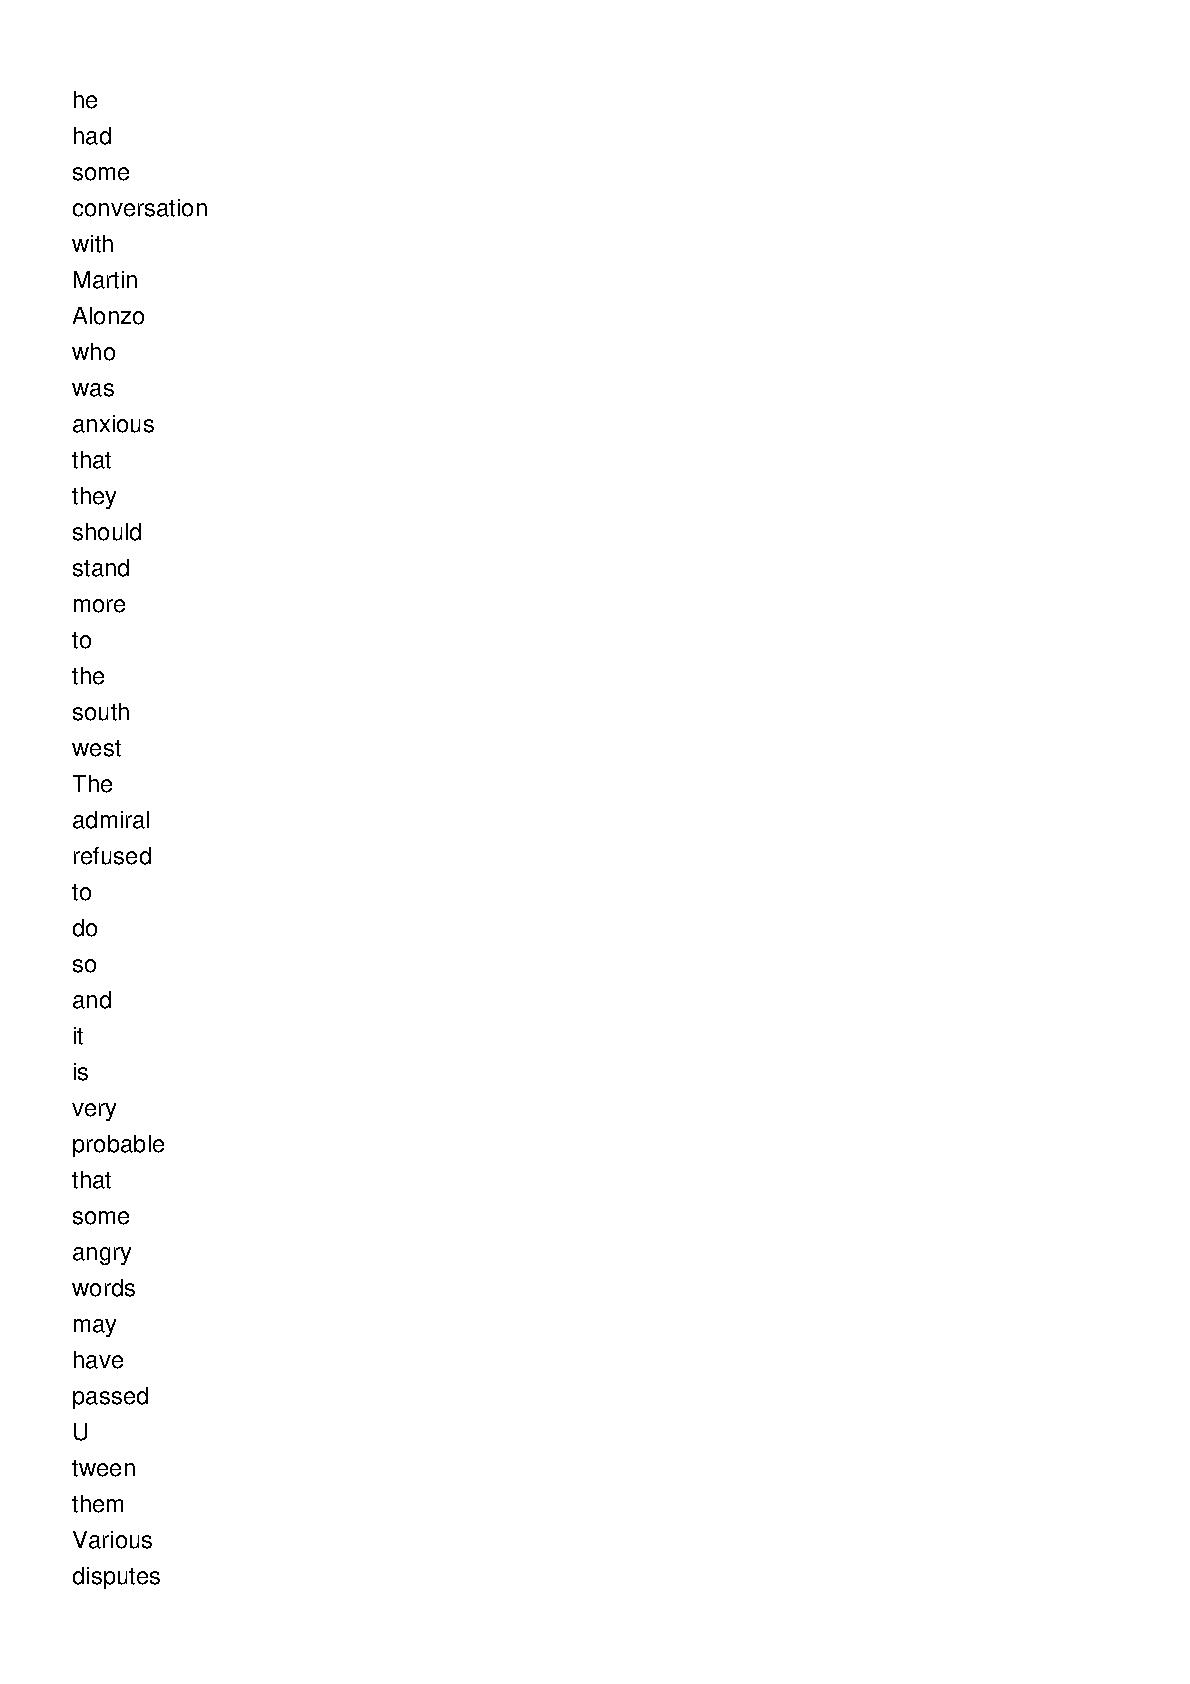 he
had
some
conversation
with
Martin
Alonzo
who
was
anxious
that
they
should
stand
more
to
the
south
west
The
admiral
refused
to
do
so
and
it
is
very
probable
that
some
angry
words
may
have
passed
U
tween
them
Various
disputes